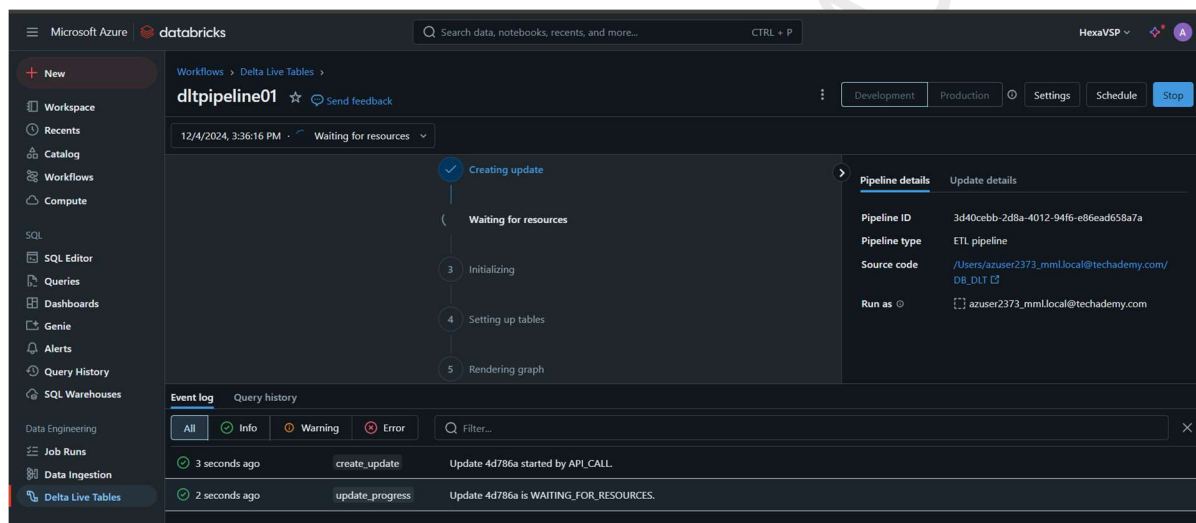 Microsoft Azure databricks Search data, notebooks, recents, and more... CTRL + P HexaVSP A
New
Workspace
Recents
Catalog
Workflows
Compute
SQL
SQL Editor
Queries
Dashboards
Genie
Alerts
Query History
SQL Warehouses
Data Engineering
Job Runs
Data Ingestion
Delta Live Tables
Workflows > Delta Live Tables >
dltpipeline01 Send feedback Development Production Settings Schedule Stop
12/4/2024, 3:36:16 PM · Waiting for resources
Creating update
Waiting for resources
3 Initializing
4 Setting up tables
5 Rendering graph
Pipeline details Update details
Pipeline ID 3d40cebb-2d8a-4012-94f6-e86ead658a7a
Pipeline type ETL pipeline
Source code /Users/azuser2373_mml.local@techademy.com/
DB_DLT
Run as azuser2373_mml.local@techademy.com
Event log Query history
All Info Warning Error Filter...
3 seconds ago create_update Update 4d786a started by API_CALL.
2 seconds ago update_progress Update 4d786a is WAITING_FOR_RESOURCES.